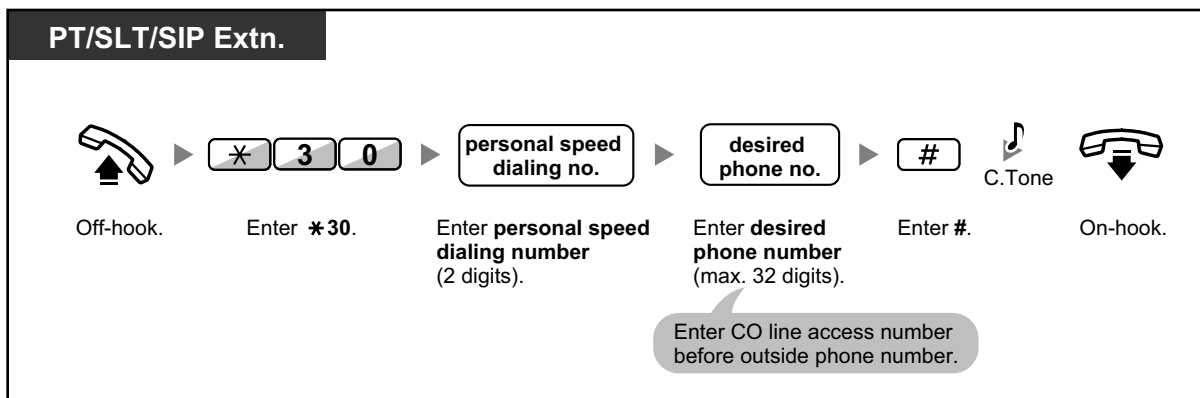 PT/SLT/SIP Extn.
✳ 3 0
personal speed
dialing no.
desired
phone no.
#
C.Tone
Off-hook.
Enter ✳30.
Enter personal speed
dialing number
(2 digits).
Enter desired
phone number
(max. 32 digits).
Enter #.
On-hook.
Enter CO line access number
before outside phone number.